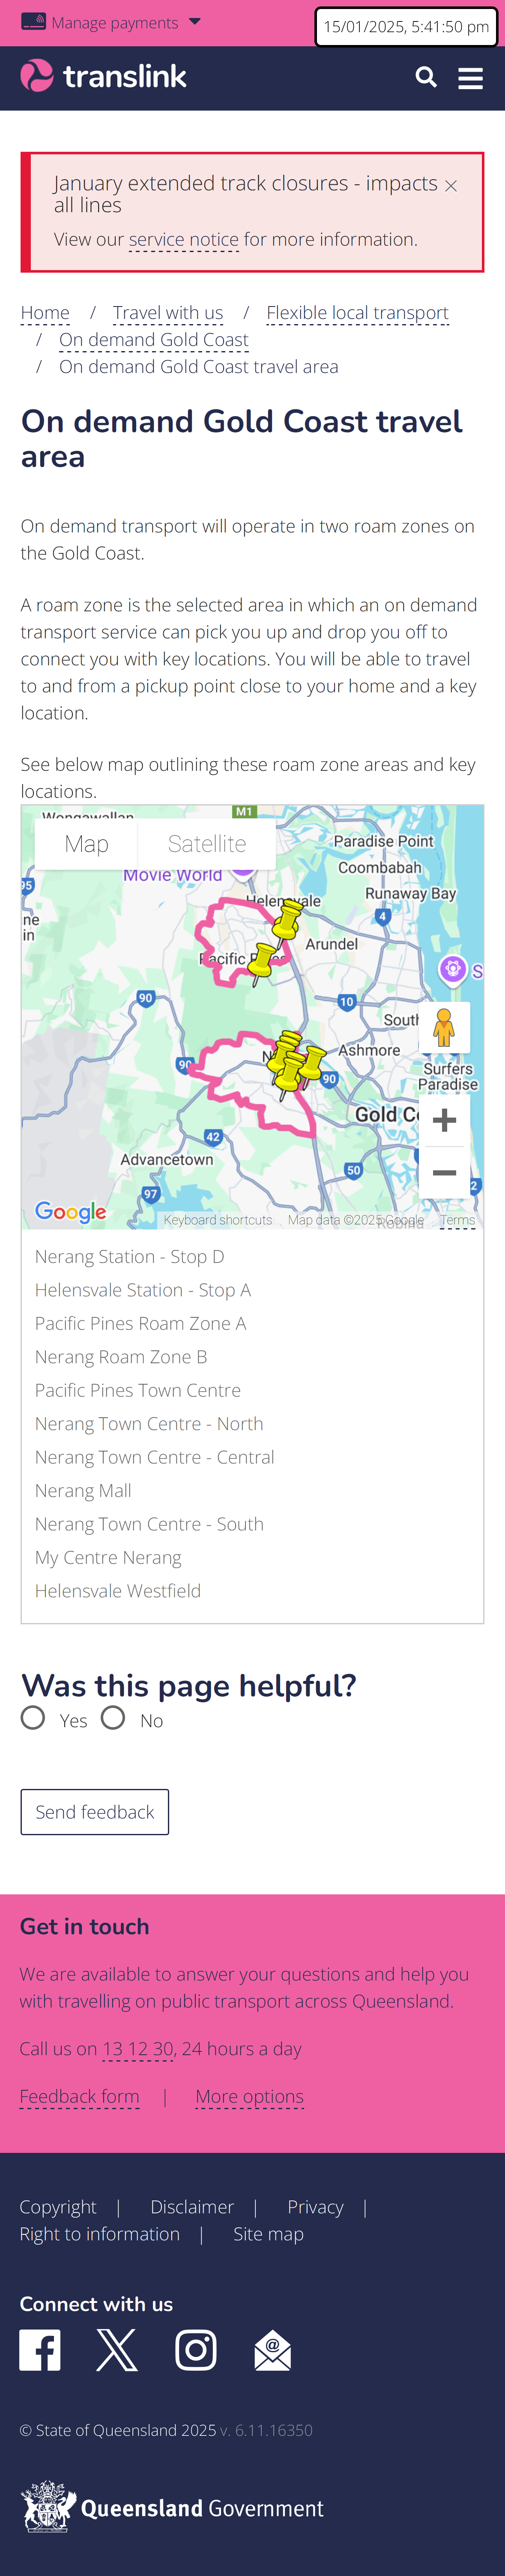 Manage payments
15/01/2025, 5:41:50 pm
translink
January extended track closures - impacts
all lines
View our service notice for more information.
Home / Travel with us / Flexible local transport
/ On demand Gold Coast
/ On demand Gold Coast travel area
On demand Gold Coast travel
area
On demand transport will operate in two roam zones on
the Gold Coast.
A roam zone is the selected area in which an on demand
transport service can pick you up and drop you off to
connect you with key locations. You will be able to travel
to and from a pickup point close to your home and a key
location.
See below map outlining these roam zone areas and key
locations.
M1
Map Satellite
Paradise Point
Coombabah
Movie World
95
Runaway Bay
4
Arundel
90
10
Ashmore
90
90
Surfers
Paradise
42
Advancetown
50
97
Google
Keyboard shortcuts Map data ©2025 Google Terms
Nerang Station - Stop D
Helensvale Station - Stop A
Pacific Pines Roam Zone A
Nerang Roam Zone B
Pacific Pines Town Centre
Nerang Town Centre - North
Nerang Town Centre - Central
Nerang Mall
Nerang Town Centre - South
My Centre Nerang
Helensvale Westfield
Was this page helpful?
Yes No
Send feedback
Get in touch
We are available to answer your questions and help you
with travelling on public transport across Queensland.
Call us on 13 12 30, 24 hours a day
Feedback form | More options
Copyright | Disclaimer | Privacy |
Right to information | Site map
Connect with us
© State of Queensland 2025 v. 6.11.16350
Queensland Government